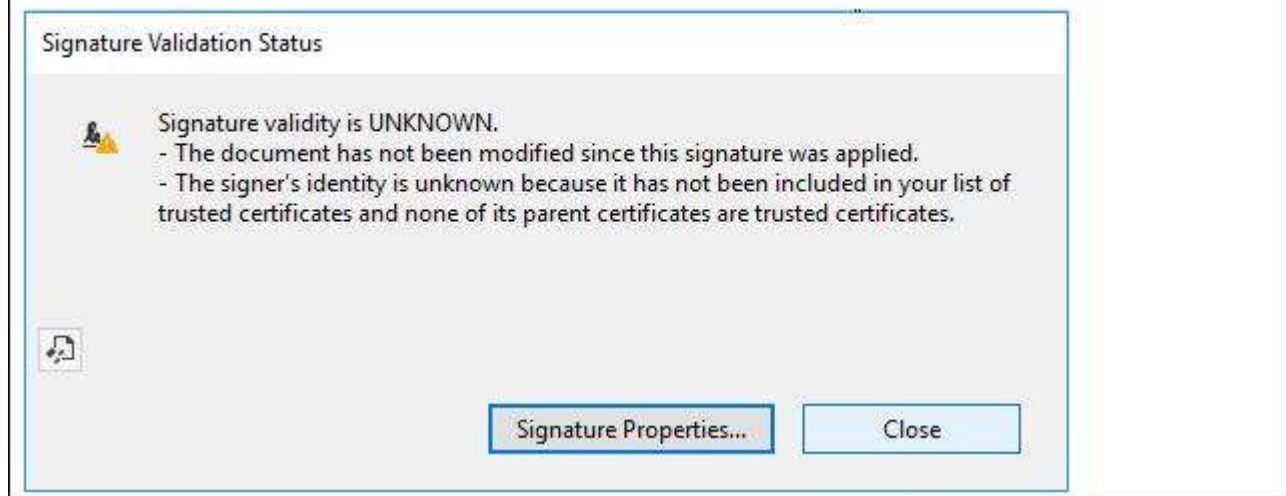 Signature Validation Status
Signature validity is UNKNOWN.
- The document has not been modified since this signature was applied.
- The signer's identity is unknown because it has not been included in your list of
trusted certificates and none of its parent certificates are trusted certificates.
Signature Properties...
Close